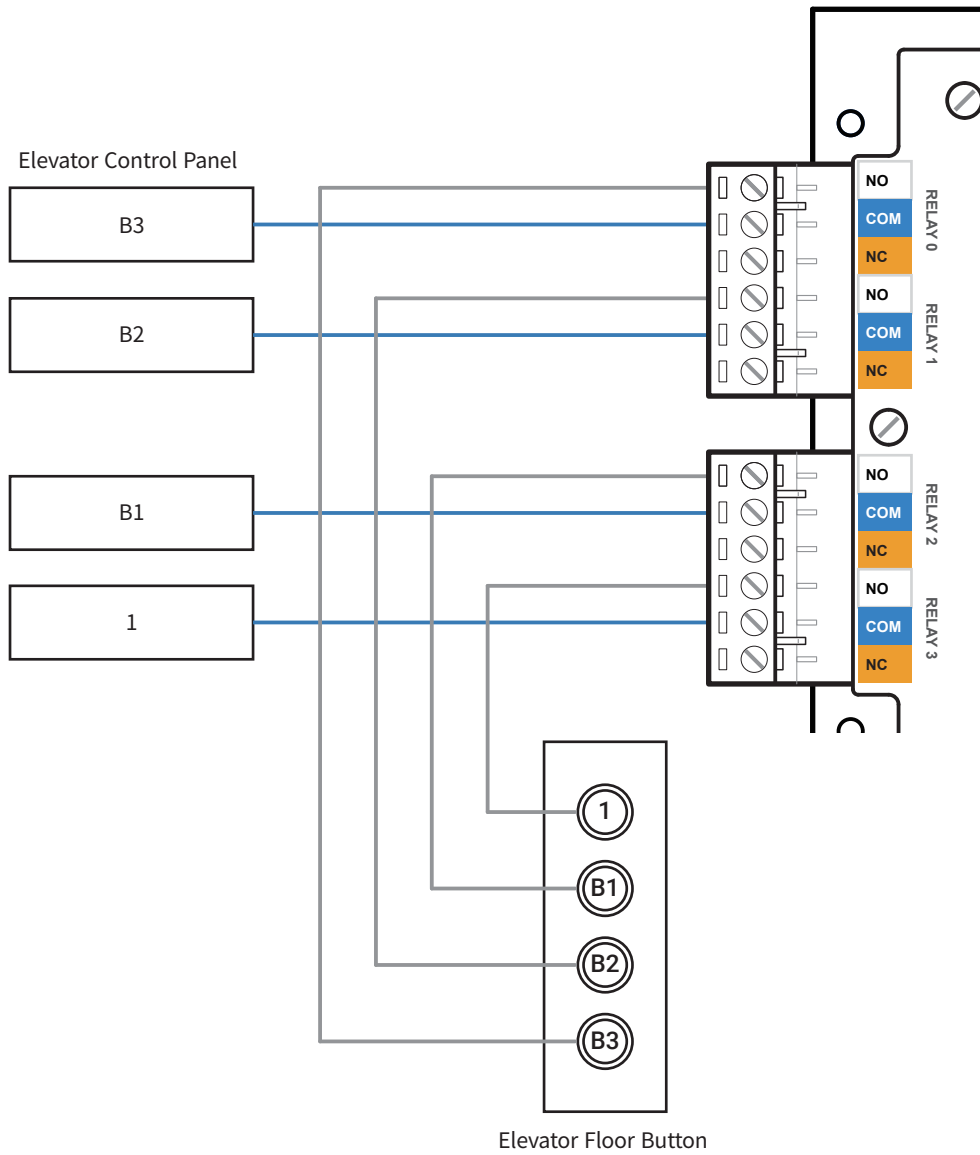 Elevator Control Panel
B3
B2
B1
1
NO
COM
NC
RELAY 0
NO
COM
NC
RELAY 1
NO
COM
NC
RELAY 2
NO
COM
NC
RELAY 3
1
B1
B2
B3
Elevator Floor Button